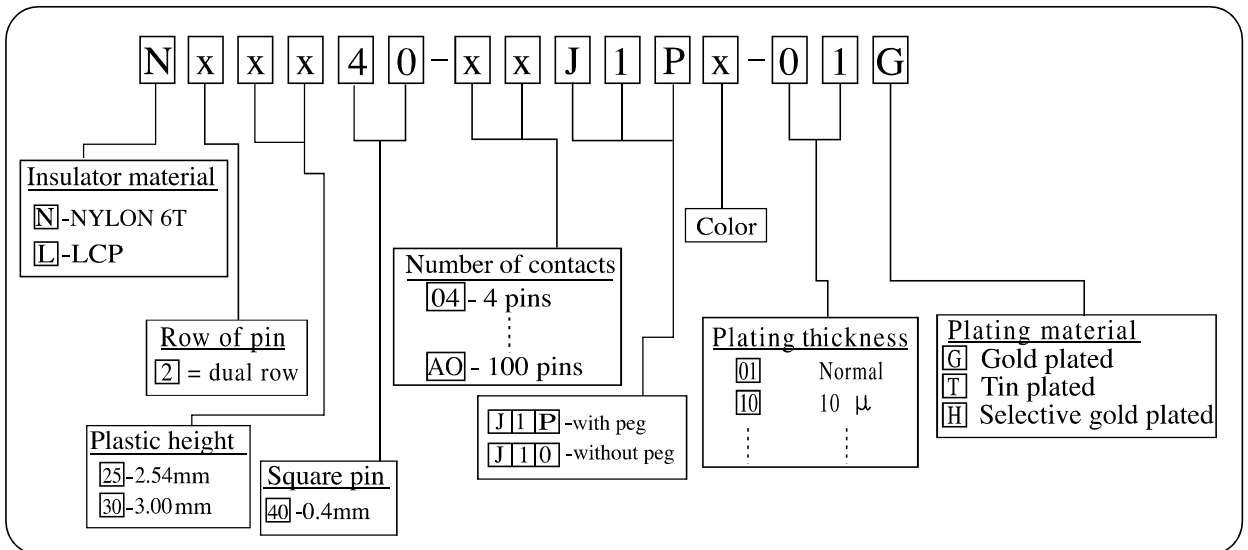 N x x x 4 0 - x x J 1 P x - 0 1 G
Insulator material
N -NYLON 6T
L -LCP
Color
Number of contacts
04 - 4 pins
AO - 100 pins
Row of pin
2 = dual row
Plating thickness
01 Normal
10 10 μ
Plating material
G Gold plated
T Tin plated
H Selective gold plated
J 1 P -with peg
J 1 0 -without peg
Plastic height
25 -2.54mm
30 -3.00mm
Square pin
40 -0.4mm